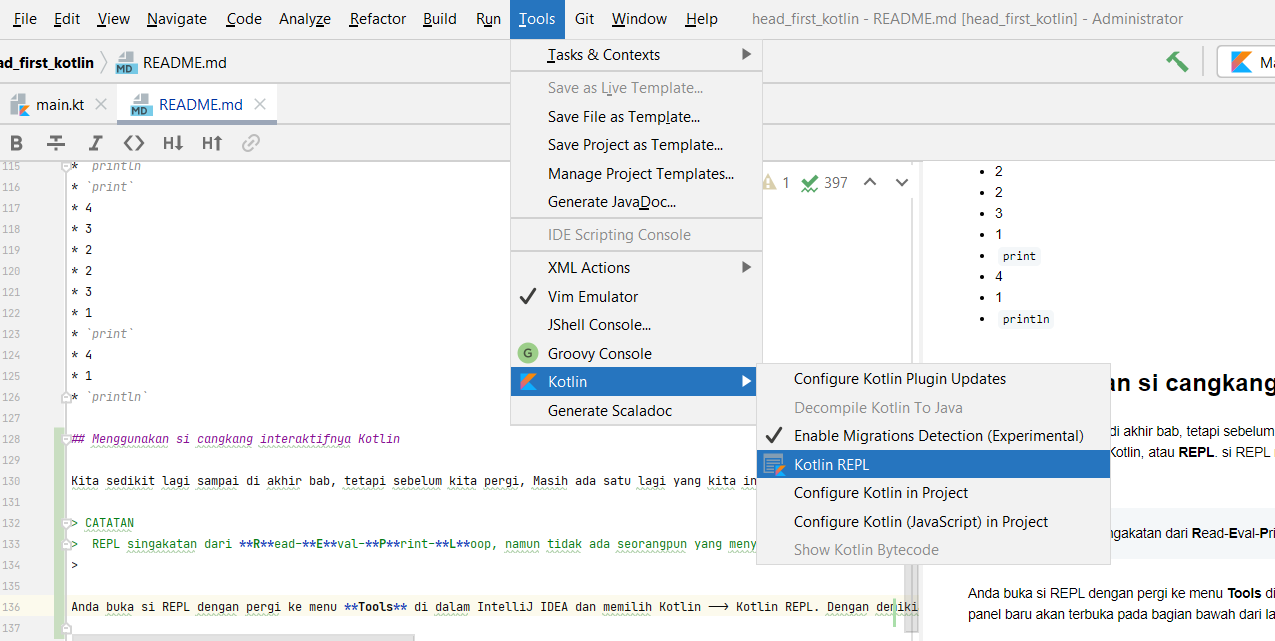 File Edit View Navigate Code Analyze Refactor Build Run Tools Git Window Help head_first_kotlin - README.md [head_first_kotlin] - Administrator
ad_first_kotlin README.md
Ma
main.kt README.md
B I H↓ H↑
115 * `println
116 * `print`
117 * 4
118 * 3
119 * 2
120 * 2
121 * 3
122 * 1
123 * `print`
124 * 4
125 * 1
126 * `println`
127
128 ## Menggunakan si cangkang interaktifnya Kotlin
129
130 Kita sedikit lagi sampai di akhir bab, tetapi sebelum kita pergi, Masih ada satu lagi yang kita in
131
132 > CATATAN
133 > REPL singakatan dari **R**ead-**E**val-**P**rint-**L**oop, namun tidak ada seorangpun yang meny
134 >
135
136 Anda buka si REPL dengan pergi ke menu **Tools** di dalam IntelliJ IDEA dan memilih Kotlin ⟶ Kotlin REPL. Dengan demiki
137
1 397
Tasks & Contexts
Save as Live Template...
Save File as Template...
Save Project as Template...
Manage Project Templates...
Generate JavaDoc...
IDE Scripting Console
XML Actions
Vim Emulator
JShell Console...
G Groovy Console
Kotlin
Generate Scaladoc
Configure Kotlin Plugin Updates
Decompile Kotlin To Java
Enable Migrations Detection (Experimental)
Kotlin REPL
Configure Kotlin in Project
Configure Kotlin (JavaScript) in Project
Show Kotlin Bytecode
• 2
• 2
• 3
• 1
• print
• 4
• 1
• println
an si cangkang
di akhir bab, tetapi sebelum
Kotlin, atau REPL. si REPL
ngakatan dari Read-Eval-Pri
Anda buka si REPL dengan pergi ke menu Tools di
panel baru akan terbuka pada bagian bawah dari la